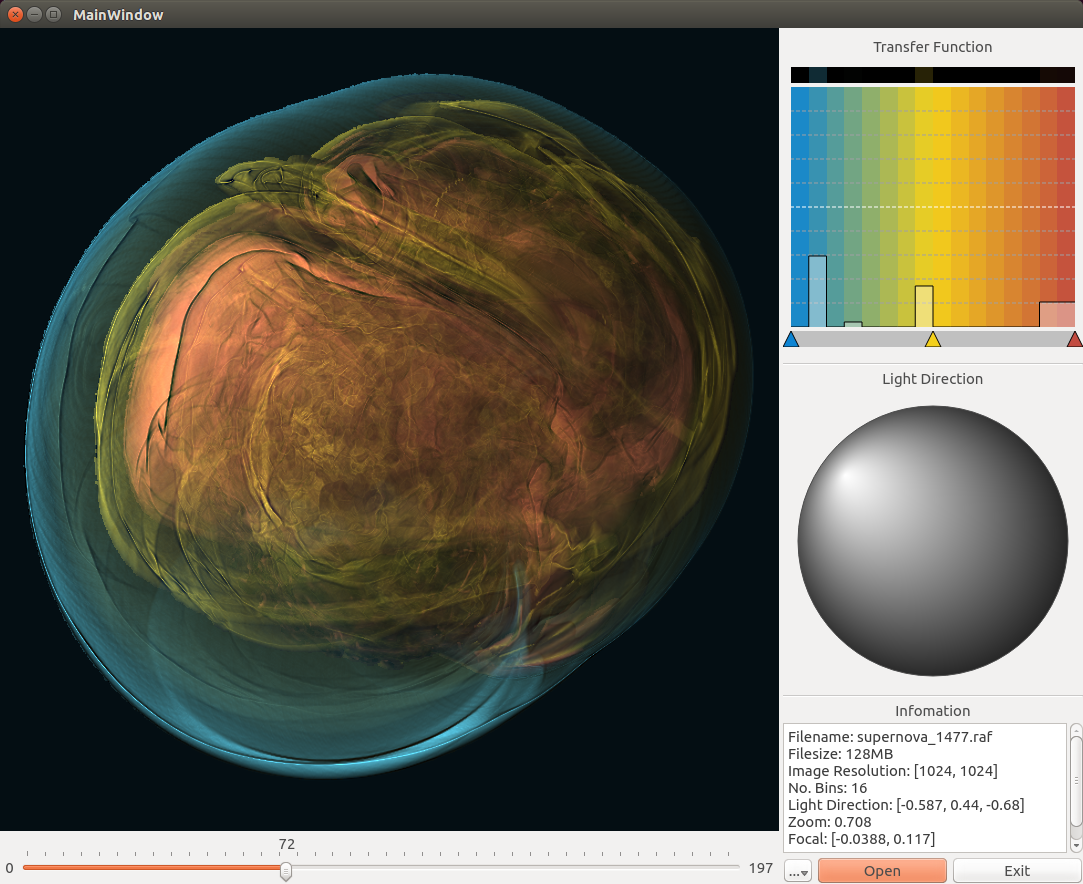 MainWindow
Transfer Function
Light Direction
Infomation
Filename: supernova_1477.raf
Filesize: 128MB
Image Resolution: [1024, 1024]
No. Bins: 16
Light Direction: [-0.587, 0.44, -0.68]
Zoom: 0.708
Focal: [-0.0388, 0.117]
72
0 197
... Open Exit